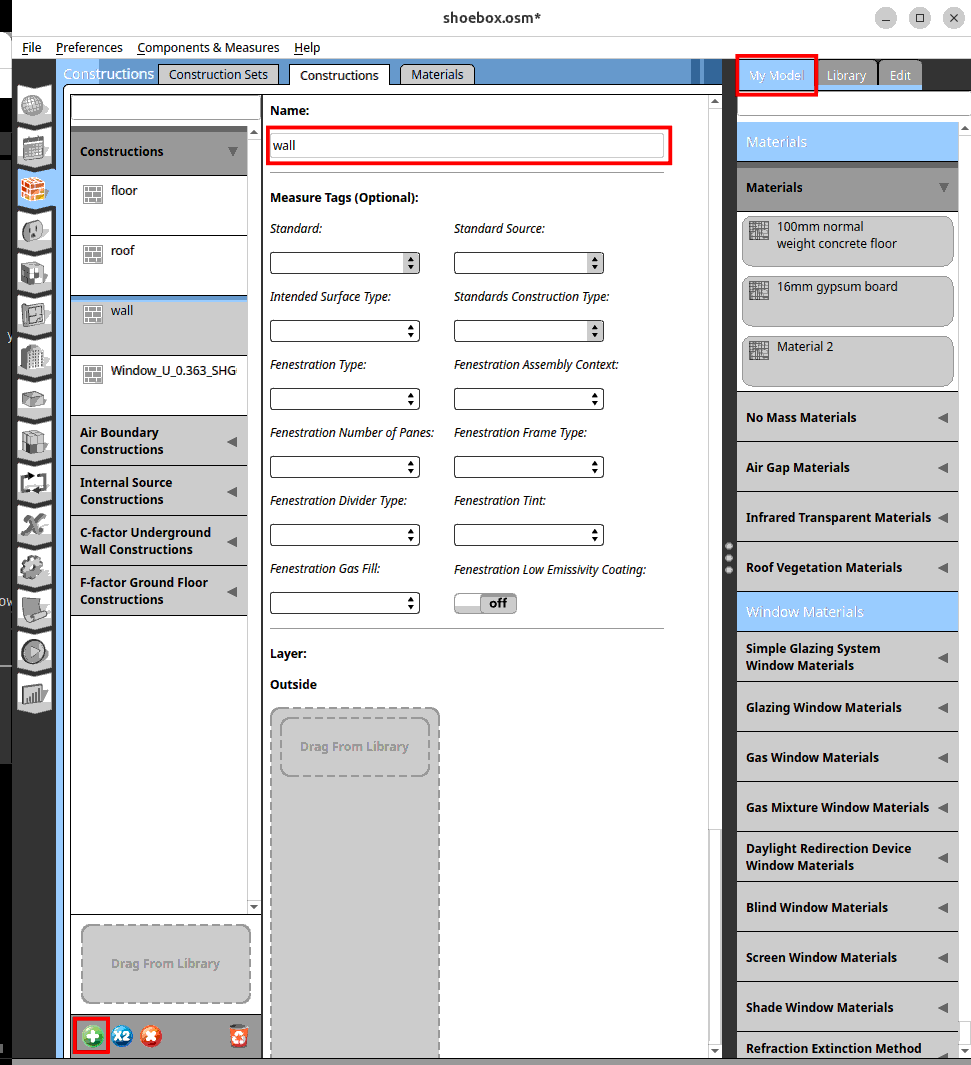 shoebox.osm*
File Preferences Components & Measures Help
Constructions Construction Sets Constructions Materials
My Model Library Edit
Name:
wall
Constructions
floor
roof
wall
Window_U_0.363_SHG
Air Boundary
Constructions
Internal Source
Constructions
C-factor Underground
Wall Constructions
F-factor Ground Floor
Constructions
Drag From Library
X2
Measure Tags (Optional):
Standard: Standard Source:
Intended Surface Type: Standards Construction Type:
Fenestration Type: Fenestration Assembly Context:
Fenestration Number of Panes: Fenestration Frame Type:
Fenestration Divider Type: Fenestration Tint:
Fenestration Gas Fill: Fenestration Low Emissivity Coating:
off
Layer:
Outside
Drag From Library
Materials
Materials
100mm normal
weight concrete floor
16mm gypsum board
Material 2
No Mass Materials
Air Gap Materials
Infrared Transparent Materials
Roof Vegetation Materials
Window Materials
Simple Glazing System
Window Materials
Glazing Window Materials
Gas Window Materials
Gas Mixture Window Materials
Daylight Redirection Device
Window Materials
Blind Window Materials
Screen Window Materials
Shade Window Materials
Refraction Extinction Method